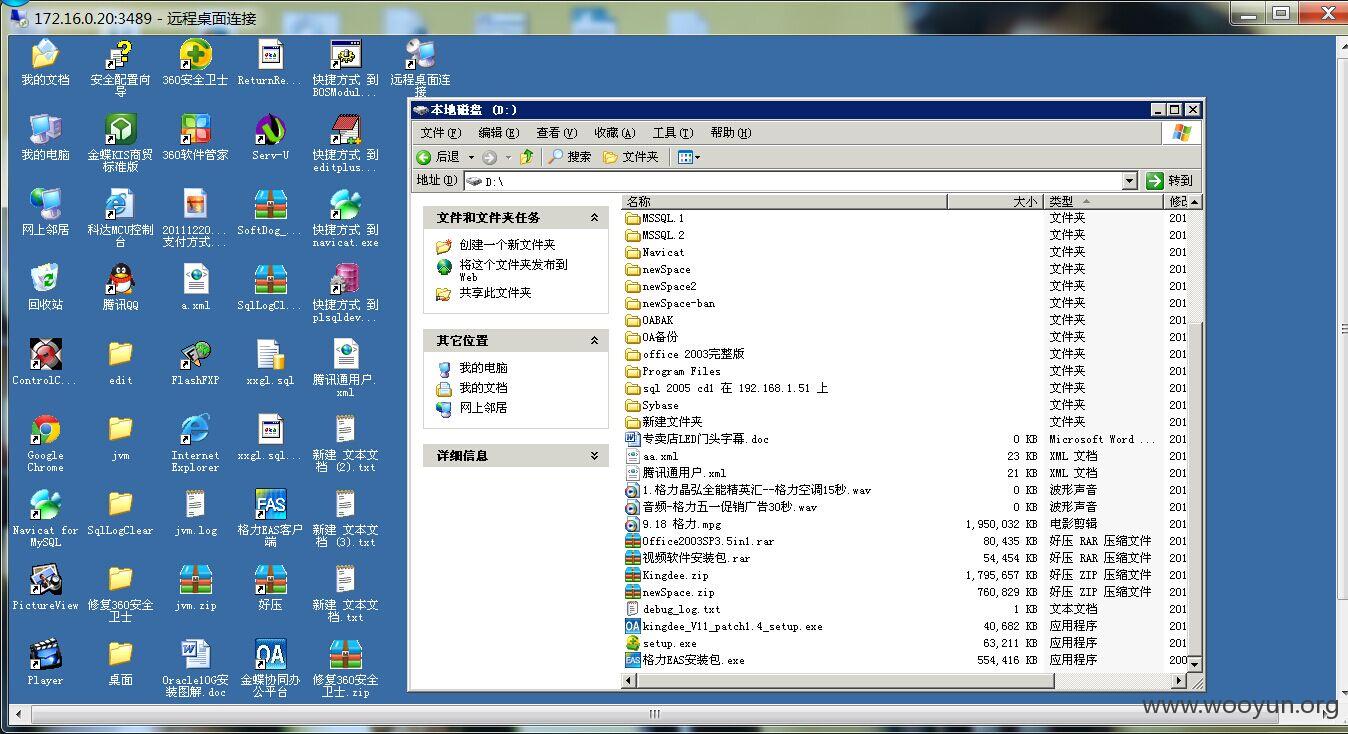 172.16.0.20:3489 - 远程桌面连接
我的文档
安全配置向
导
360安全卫士
ReturnRe...
快捷方式 到
BOSModul...
远程桌面连
接
我的电脑
金蝶KIS商贸
标准版
360软件管家
Serv-U
快捷方式 到
editplus...
网上邻居
科达MCU控制
台
20111220...
支付方式...
SoftDog_...
快捷方式 到
navicat.exe
回收站
腾讯QQ
a.xml
SqlLogCl...
快捷方式 到
plsqldev...
ControlC...
edit
FlashFXP
xxgl.sql
腾讯通用户.
xml
Google
Chrome
jvm
Internet
Explorer
xxgl.sql...
新建 文本文
档 (2).txt
Navicat for
MySQL
SqlLogClear
jvm.log
EAS
格力EAS客户
端
新建 文本文
档 (3).txt
PictureView
修复360安全
卫士
jvm.zip
好压
新建 文本文
档.txt
Player
桌面
Oracle10G安
装图解.doc
OA
金蝶协同办
公平台
修复360安全
卫士.zip
本地磁盘 (D:)
文件(F) 编辑(E) 查看(V) 收藏(A) 工具(T) 帮助(H)
后退 搜索 文件夹
地址(D) D:\ 转到
文件和文件夹任务
创建一个新文件夹
将这个文件夹发布到
Web
共享此文件夹
其它位置
我的电脑
我的文档
网上邻居
详细信息
名称 大小 类型 修改
MSSQL.1 文件夹 201
MSSQL.2 文件夹 201
Navicat 文件夹 201
newSpace 文件夹 201
newSpace2 文件夹 201
newSpace-ban 文件夹 201
OABAK 文件夹 201
OA备份 文件夹 201
office 2003完整版 文件夹 201
Program Files 文件夹 201
sql 2005 cd1 在 192.168.1.51 上 文件夹 201
Sybase 文件夹 201
新建文件夹 文件夹 201
专卖店LED门头字幕.doc 0 KB Microsoft Word ... 201
aa.xml 23 KB XML 文档 201
腾讯通用户.xml 21 KB XML 文档 201
1.格力晶弘全能精英汇--格力空调15秒.wav 0 KB 波形声音 201
音频-格力五一促销广告30秒.wav 0 KB 波形声音 201
9.18 格力.mpg 1,950,032 KB 电影剪辑 201
Office2003SP3.5in1.rar 80,435 KB 好压 RAR 压缩文件 201
视频软件安装包.rar 54,454 KB 好压 RAR 压缩文件 201
Kingdee.zip 1,795,657 KB 好压 ZIP 压缩文件 201
newSpace.zip 760,829 KB 好压 ZIP 压缩文件 201
debug_log.txt 1 KB 文本文档 201
kingdee_V11_patch1.4_setup.exe 40,682 KB 应用程序 201
setup.exe 63,211 KB 应用程序 201
格力EAS安装包.exe 554,416 KB 应用程序 200
www.wooyun.org